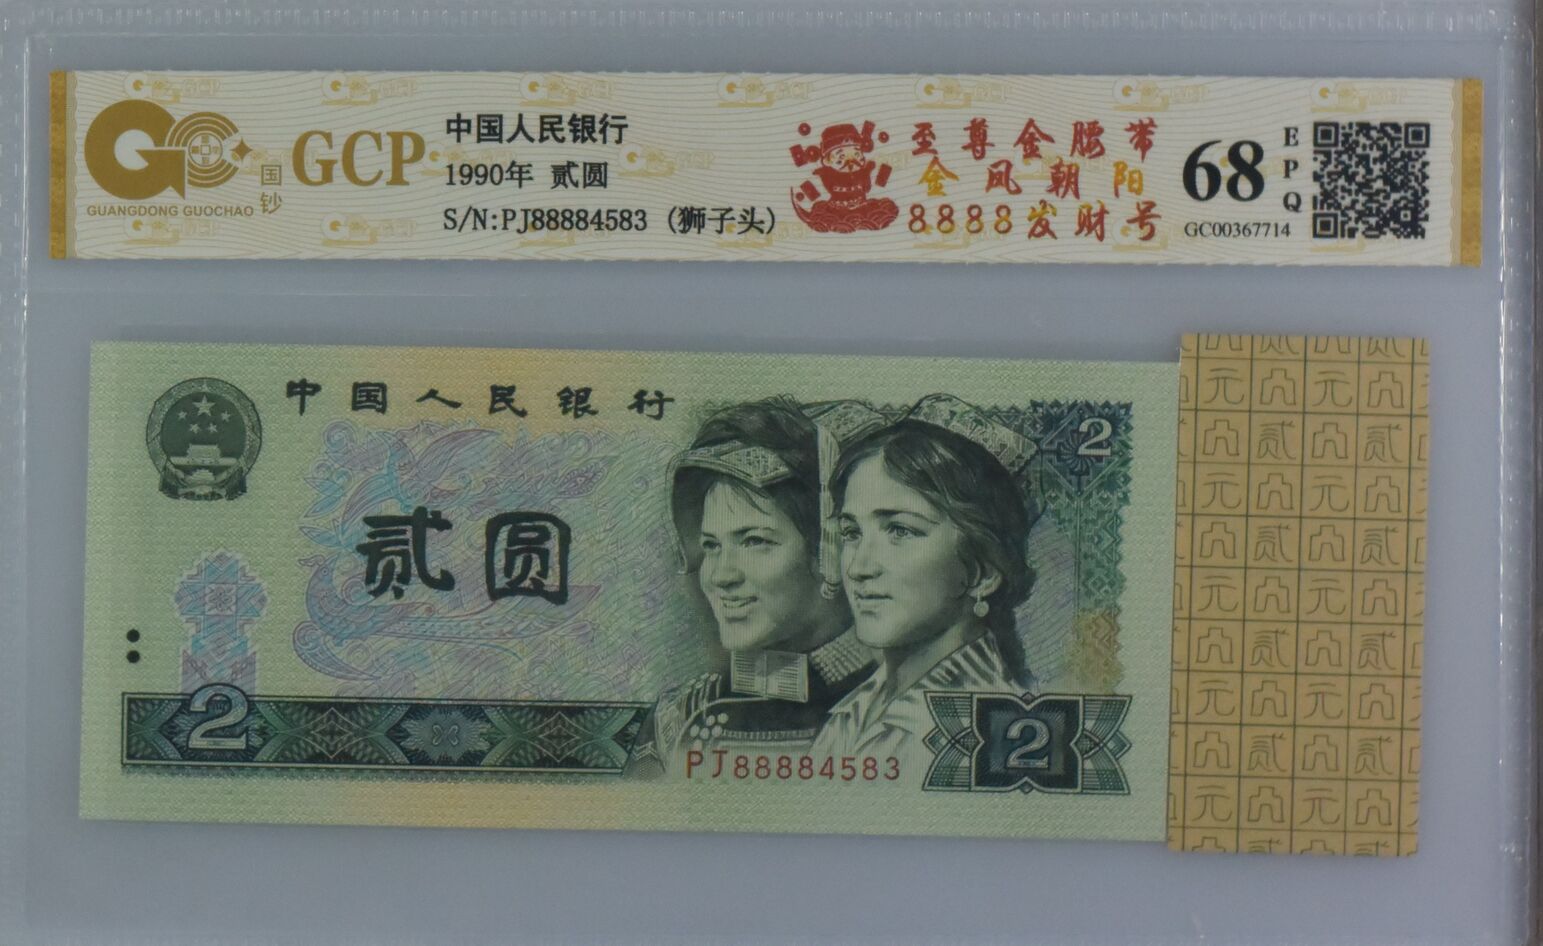 GCP
国钞
GUANGDONG GUOCHAO
中国人民银行
1990年 贰圆
S/N:PJ88884583 (狮子头)
至尊金腰带
金凤朝阳
8888发财号
68
EPQ
GC00367714
中国人民银行
2
贰圆
2
2
PJ88884583